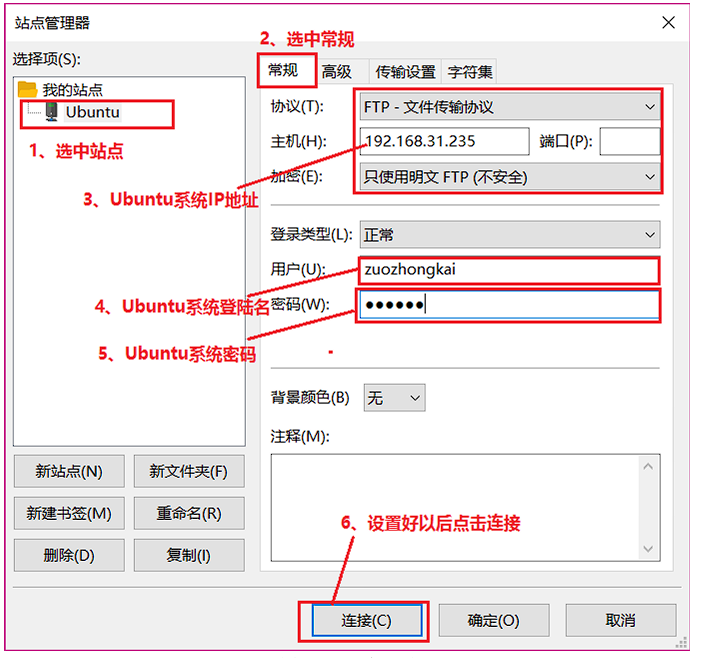 站点管理器
2、选中常规
选择项(S):
常规 高级 传输设置 字符集
我的站点
Ubuntu
1、选中站点
协议(T): FTP - 文件传输协议
主机(H): 192.168.31.235 端口(P):
加密(E): 只使用明文 FTP (不安全)
3、Ubuntu系统IP地址
登录类型(L): 正常
用户(U): zuozhongkai
4、Ubuntu系统登陆名
密码(W): ●●●●●●
5、Ubuntu系统密码
背景颜色(B) 无
注释(M):
新站点(N) 新文件夹(F)
新建书签(M) 重命名(R)
删除(D) 复制(I)
6、设置好以后点击连接
连接(C) 确定(O) 取消